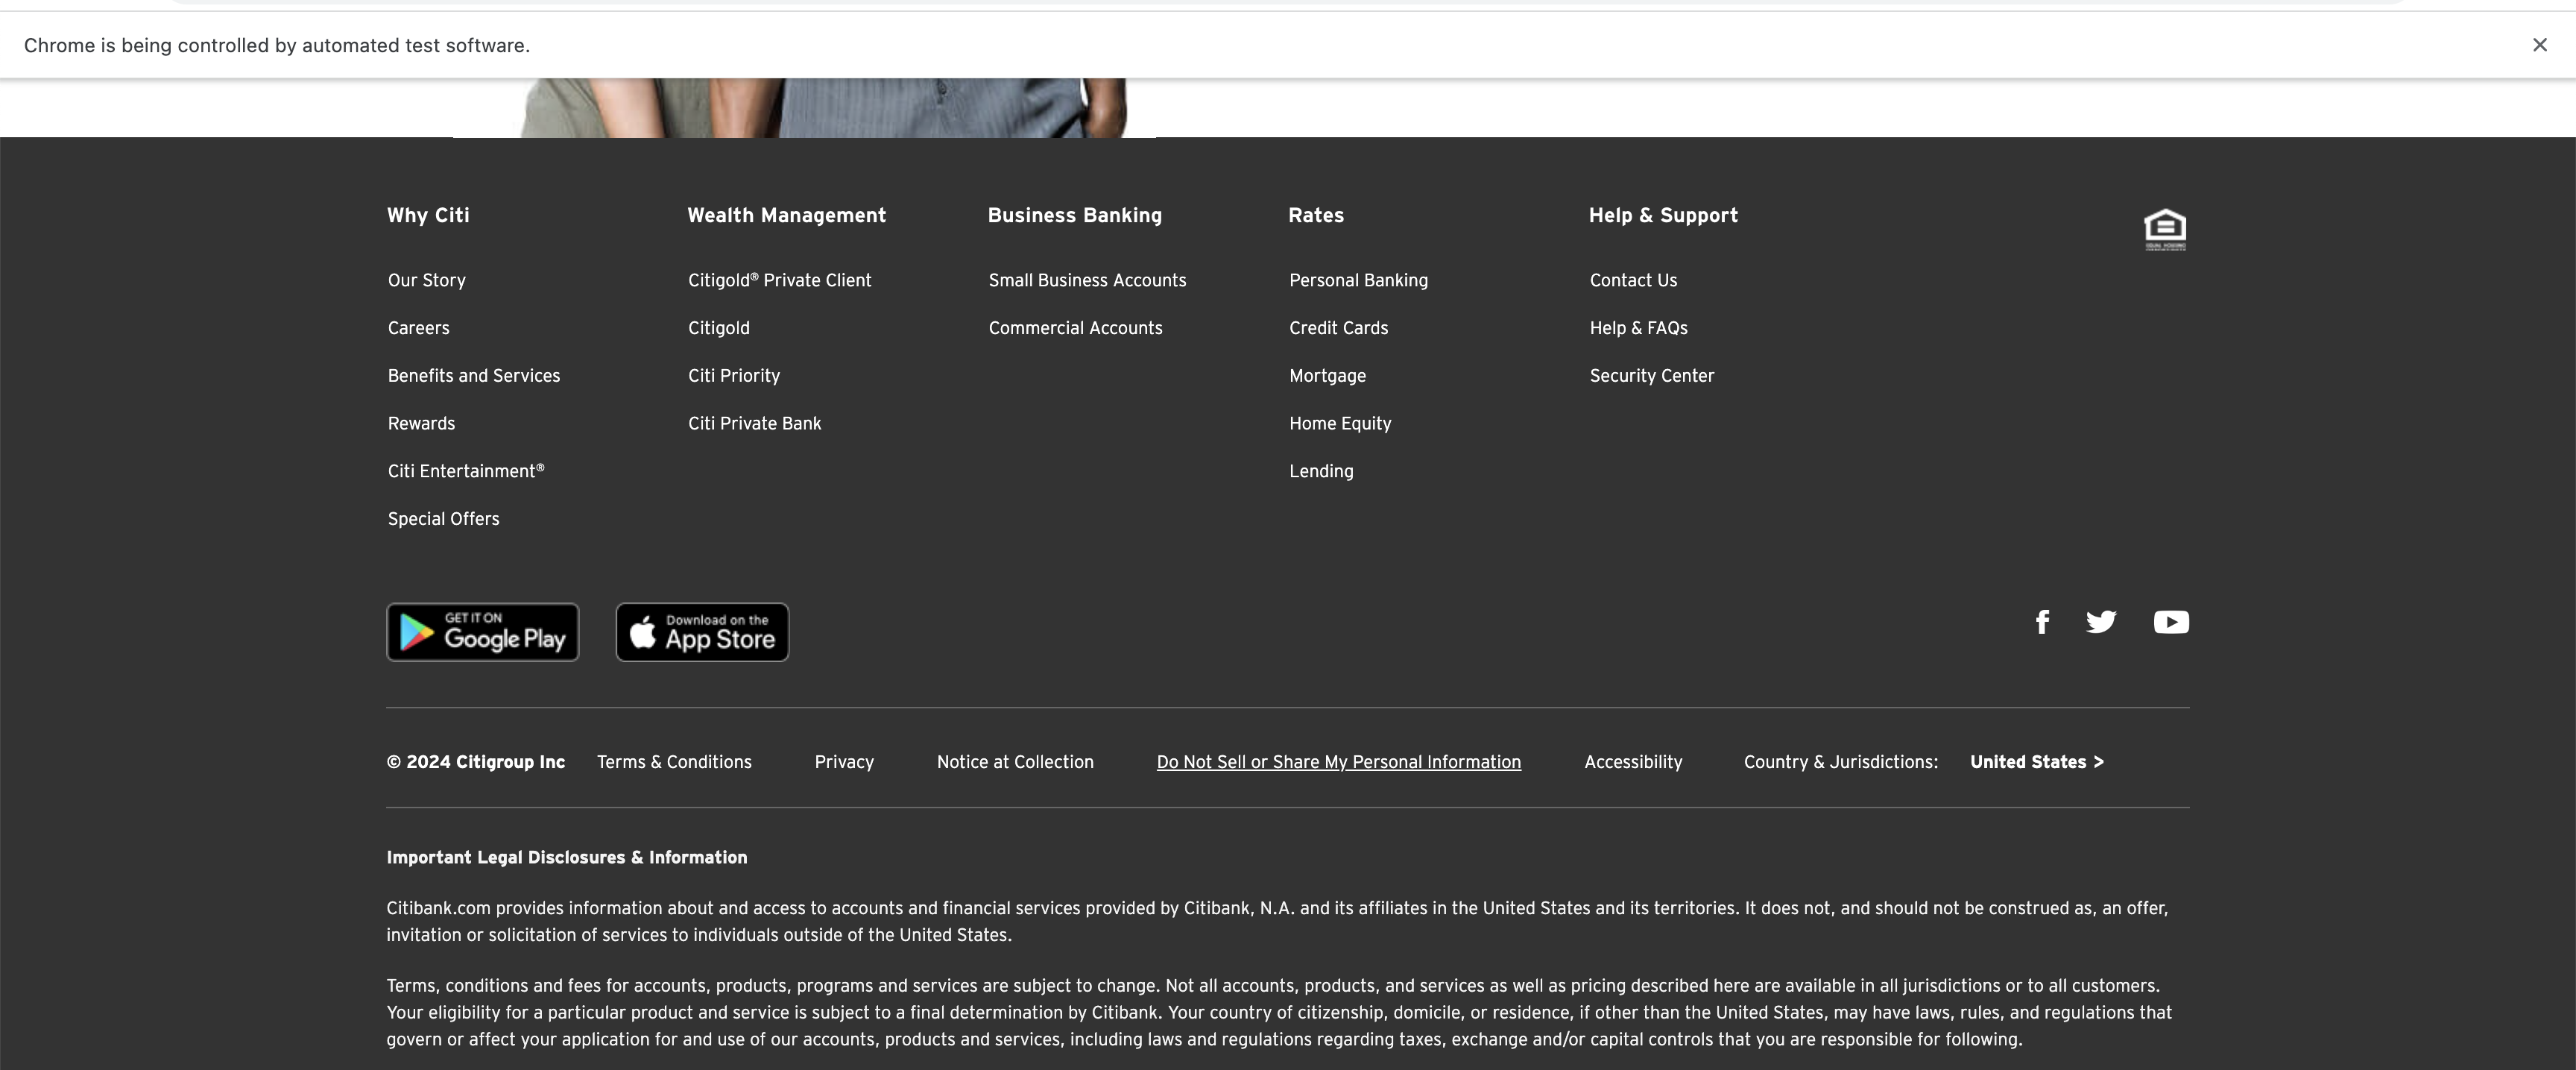 Chrome is being controlled by automated test software.
Why Citi
Our Story
Careers
Benefits and Services
Rewards
Citi Entertainment®
Special Offers
Wealth Management
Citigold® Private Client
Citigold
Citi Priority
Citi Private Bank
Business Banking
Small Business Accounts
Commercial Accounts
Rates
Personal Banking
Credit Cards
Mortgage
Home Equity
Lending
Help & Support
Contact Us
Help & FAQs
Security Center
GET IT ON
Google Play
Download on the
App Store
© 2024 Citigroup Inc Terms & Conditions Privacy Notice at Collection Do Not Sell or Share My Personal Information Accessibility Country & Jurisdictions: United States >
Important Legal Disclosures & Information
Citibank.com provides information about and access to accounts and financial services provided by Citibank, N.A. and its affiliates in the United States and its territories. It does not, and should not be construed as, an offer,
invitation or solicitation of services to individuals outside of the United States.
Terms, conditions and fees for accounts, products, programs and services are subject to change. Not all accounts, products, and services as well as pricing described here are available in all jurisdictions or to all customers.
Your eligibility for a particular product and service is subject to a final determination by Citibank. Your country of citizenship, domicile, or residence, if other than the United States, may have laws, rules, and regulations that
govern or affect your application for and use of our accounts, products and services, including laws and regulations regarding taxes, exchange and/or capital controls that you are responsible for following.